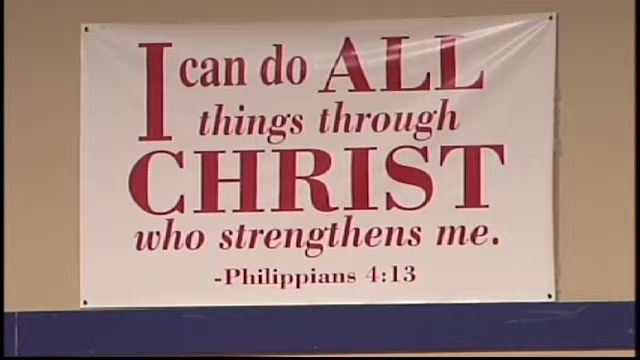 I can do ALL
things through
CHRIST
who strengthens me.
-Philippians 4:13